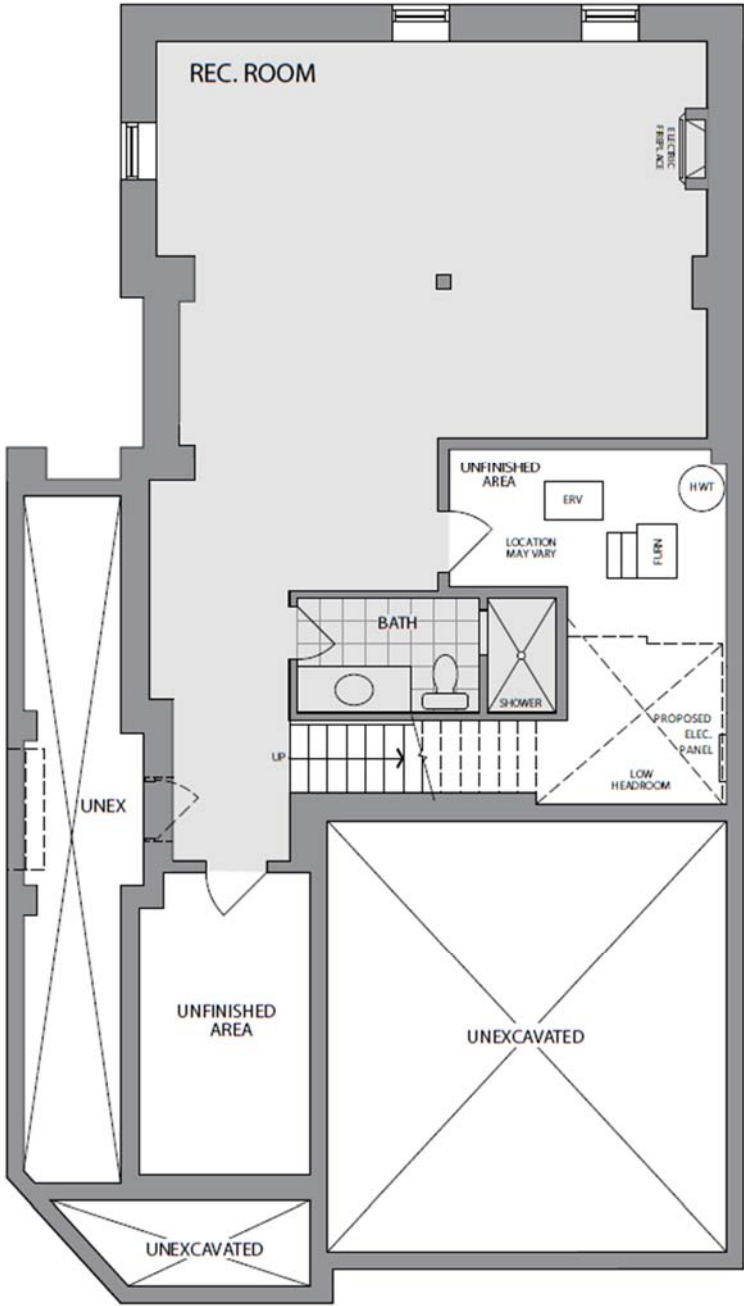 REC. ROOM
ELECTRIC
FIREPLACE
UNFINISHED
AREA
ERV
HWT
LOCATION
MAY VARY
FURN
BATH
SHOWER
PROPOSED
ELEC.
PANEL
UP
LOW
HEADROOM
UNEX
UNFINISHED
AREA
UNEXCAVATED
UNEXCAVATED